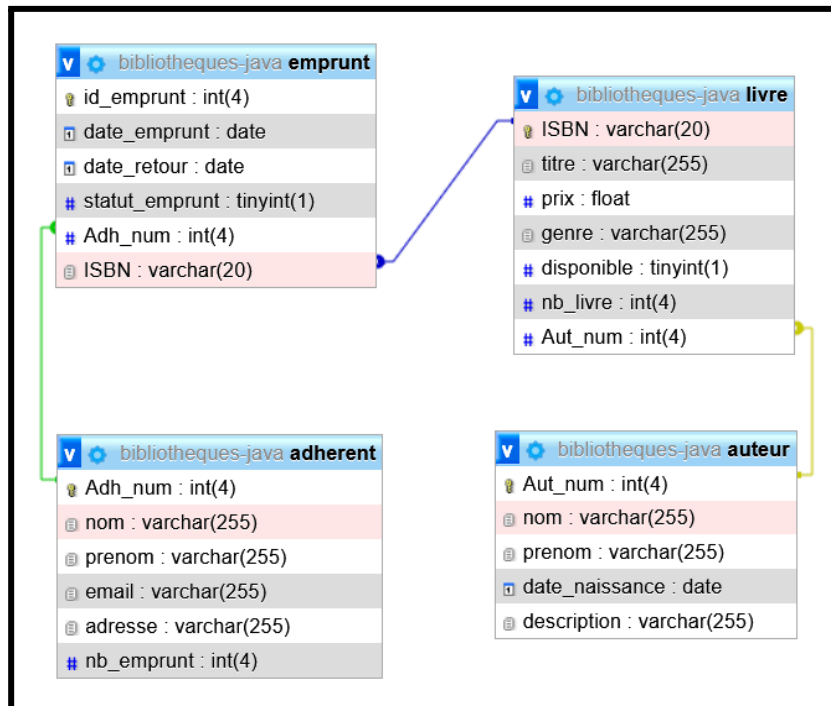 bibliotheques-java emprunt
id_emprunt : int(4)
date_emprunt : date
date_retour : date
statut_emprunt : tinyint(1)
Adh_num : int(4)
ISBN : varchar(20)
bibliotheques-java livre
ISBN : varchar(20)
titre : varchar(255)
prix : float
genre : varchar(255)
disponible : tinyint(1)
nb_livre : int(4)
Aut_num : int(4)
bibliotheques-java adherent
Adh_num : int(4)
nom : varchar(255)
prenom : varchar(255)
email : varchar(255)
adresse : varchar(255)
nb_emprunt : int(4)
bibliotheques-java auteur
Aut_num : int(4)
nom : varchar(255)
prenom : varchar(255)
date_naissance : date
description : varchar(255)